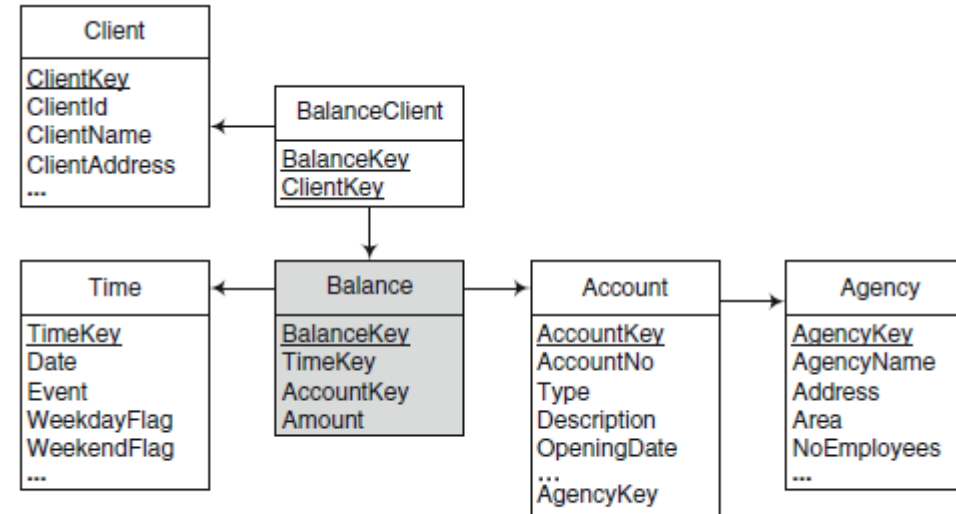 Client
ClientKey
ClientId
ClientName
ClientAddress
...
BalanceClient
BalanceKey
ClientKey
Time
TimeKey
Date
Event
WeekdayFlag
WeekendFlag
...
Balance
BalanceKey
TimeKey
AccountKey
Amount
Account
AccountKey
AccountNo
Type
Description
OpeningDate
...
AgencyKey
Agency
AgencyKey
AgencyName
Address
Area
NoEmployees
...